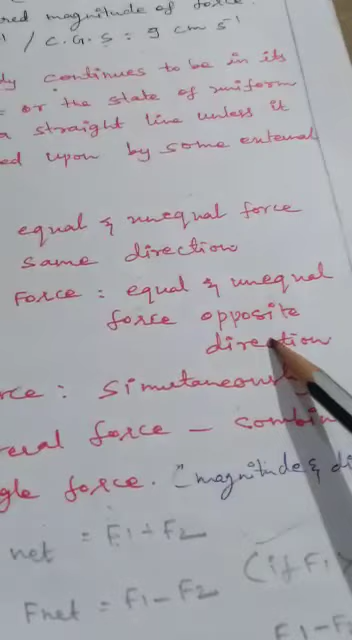 red magnitude of force.
/ C.G.S = g cm s⁻¹
dy continues to be in its
or the state of uniform
a straight line unless it
ed upon by some external
equal & unequal force
same direction
Force : equal & unequal
force opposite
direction
rce : simutaneously
eral force – combin
gle force. magnitude & di
net = F1 + F2
Fnet = F1 – F2 (if F1
F1 – F2